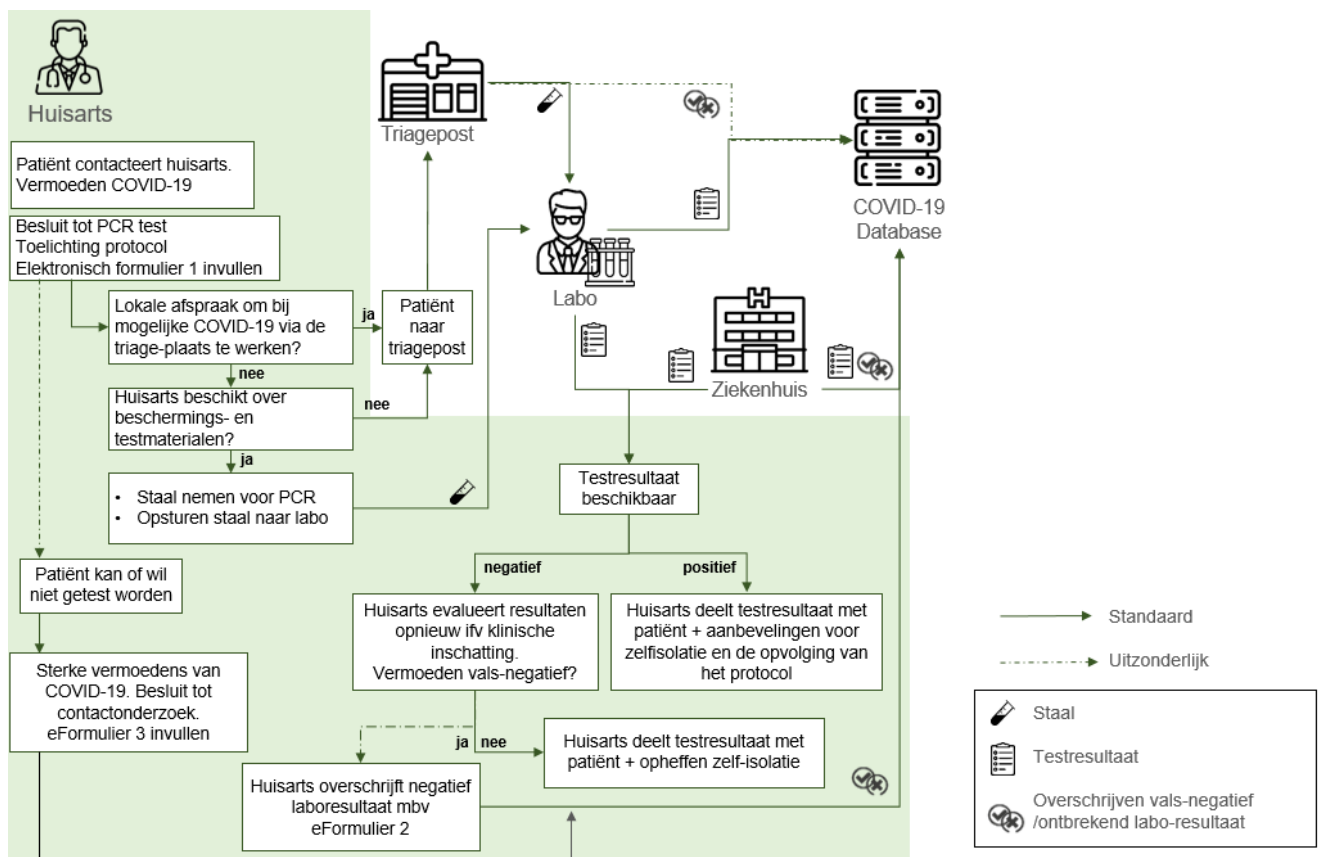 Huisarts
Patiënt contacteert huisarts.
Vermoeden COVID-19
Besluit tot PCR test
Toelichting protocol
Elektronisch formulier 1 invullen
Lokale afspraak om bij
mogelijke COVID-19 via de
triage-plaats te werken?
ja
nee
Patiënt
naar
triagepost
Triagepost
Huisarts beschikt over
beschermings- en
testmaterialen?
nee
ja
• Staal nemen voor PCR
• Opsturen staal naar labo
Labo
COVID-19
Database
H
Ziekenhuis
Testresultaat
beschikbaar
negatief
positief
Patiënt kan of wil
niet getest worden
Sterke vermoedens van
COVID-19. Besluit tot
contactonderzoek.
eFormulier 3 invullen
Huisarts evalueert resultaten
opnieuw ifv klinische
inschatting.
Vermoeden vals-negatief?
Huisarts deelt testresultaat met
patiënt + aanbevelingen voor
zelfisolatie en de opvolging van
het protocol
ja
nee
Huisarts deelt testresultaat met
patiënt + opheffen zelf-isolatie
Huisarts overschrijft negatief
laboresultaat mbv
eFormulier 2
Standaard
Uitzonderlijk
Staal
Testresultaat
Overschrijven vals-negatief
/ontbrekend labo-resultaat